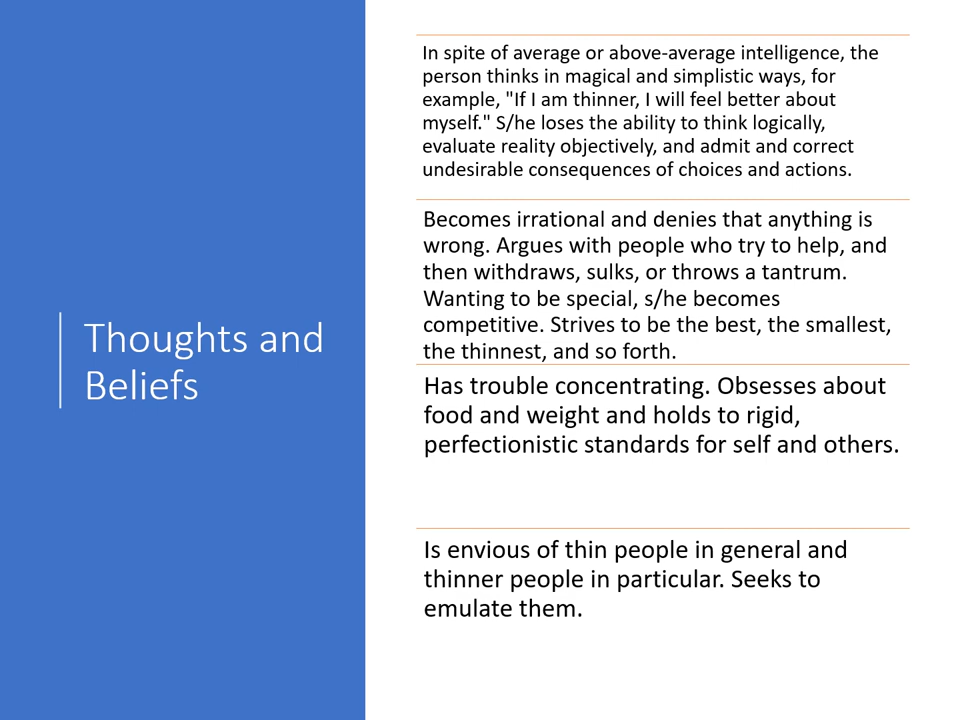 Thoughts and
Beliefs
In spite of average or above-average intelligence, the
person thinks in magical and simplistic ways, for
example, "If I am thinner, I will feel better about
myself." S/he loses the ability to think logically,
evaluate reality objectively, and admit and correct
undesirable consequences of choices and actions.
Becomes irrational and denies that anything is
wrong. Argues with people who try to help, and
then withdraws, sulks, or throws a tantrum.
Wanting to be special, s/he becomes
competitive. Strives to be the best, the smallest,
the thinnest, and so forth.
Has trouble concentrating. Obsesses about
food and weight and holds to rigid,
perfectionistic standards for self and others.
Is envious of thin people in general and
thinner people in particular. Seeks to
emulate them.